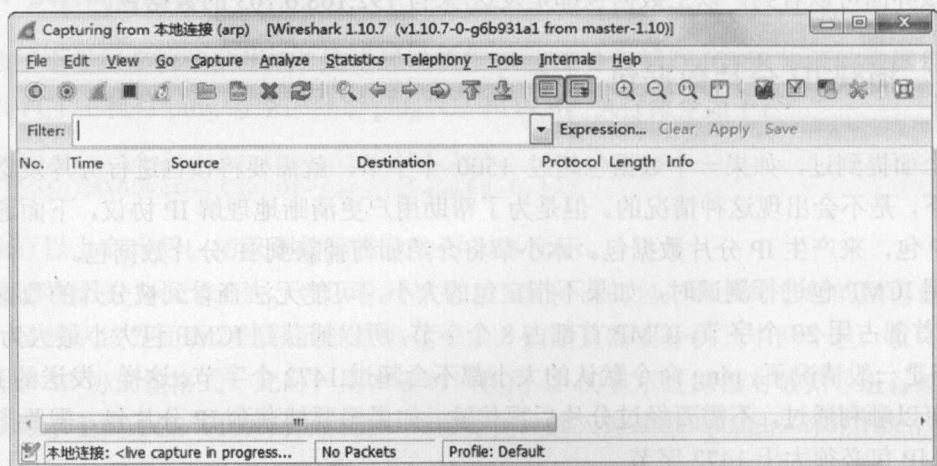 Capturing from 本地连接 (arp) [Wireshark 1.10.7 (v1.10.7-0-g6b931a1 from master-1.10)]
File Edit View Go Capture Analyze Statistics Telephony Tools Internals Help
Filter: Expression... Clear Apply Save
No. Time Source Destination Protocol Length Info
本地连接: <live capture in progress... No Packets Profile: Default